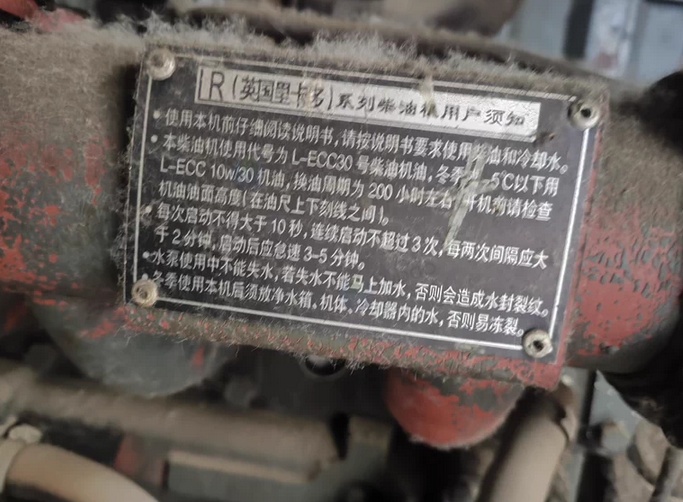 IR(英国里卡多)系列柴油机用户须知
• 使用本机前仔细阅读说明书,请按说明书要求使用柴油和冷却水。
• 本柴油机使用代号为 L-ECC30 号柴油机油,冬季 -5℃以下用
L-ECC 10w/30 机油,换油周期为 200 小时左右 开机前请检查
机油油面高度(在油尺上下刻线之间)。
• 每次启动不得大于 10 秒,连续启动不超过 3 次,每两次间隔应大
于 2 分钟,启动后应怠速 3-5 分钟。
• 水泵使用中不能失水,若失水不能马上加水,否则会造成水封裂纹。
冬季使用本机后须放净水箱、机体、冷却器内的水,否则易冻裂。